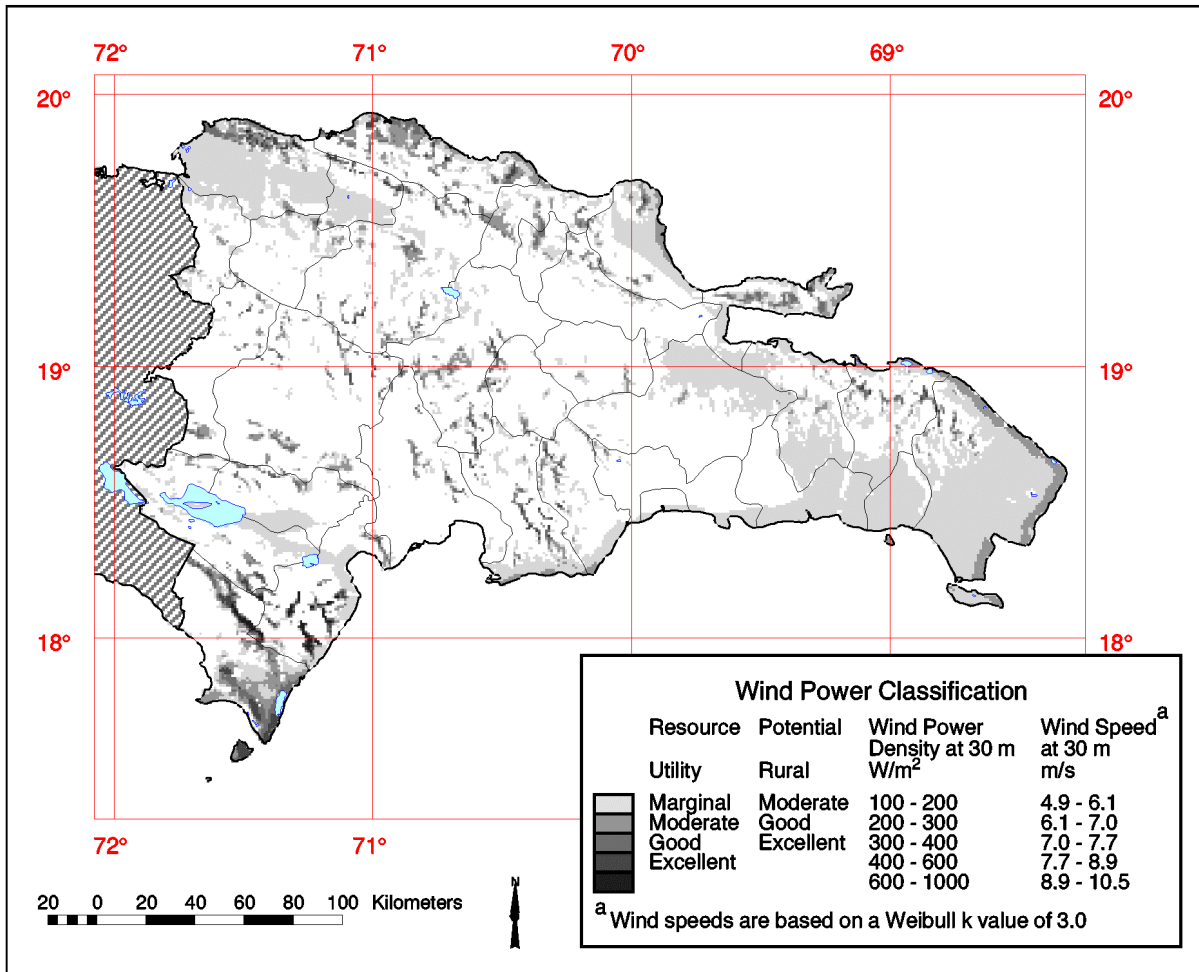 72° 71° 70° 69°
20° 20°
19° 19°
18° 18°
Wind Power Classification
Resource Potential Wind Power Wind Speed a
Density at 30 m at 30 m
Utility Rural W/m2 m/s
Marginal Moderate 100 - 200 4.9 - 6.1
Moderate Good 200 - 300 6.1 - 7.0
Good Excellent 300 - 400 7.0 - 7.7
Excellent 400 - 600 7.7 - 8.9
600 - 1000 8.9 - 10.5
a Wind speeds are based on a Weibull k value of 3.0
72° 71°
N
20 0 20 40 60 80 100 Kilometers